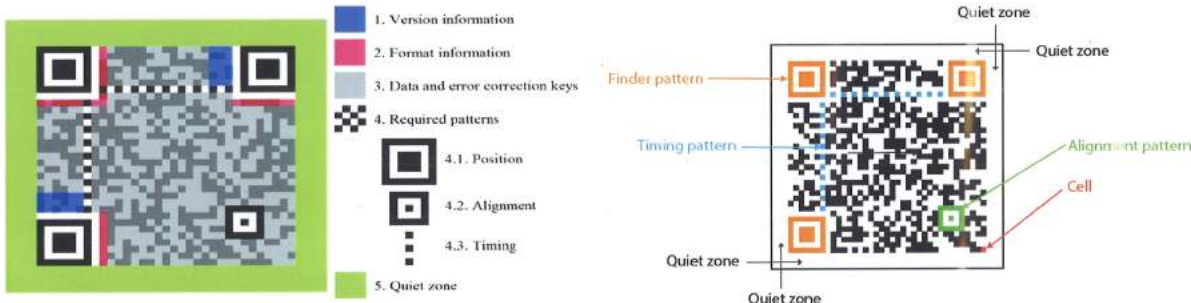 1. Version information
2. Format information
3. Data and error correction keys
4. Required patterns
4.1. Position
4.2. Alignment
4.3. Timing
5. Quiet zone
Quiet zone
Quiet zone
Finder pattern
Timing pattern
Alignment pattern
Cell
Quiet zone
Quiet zone